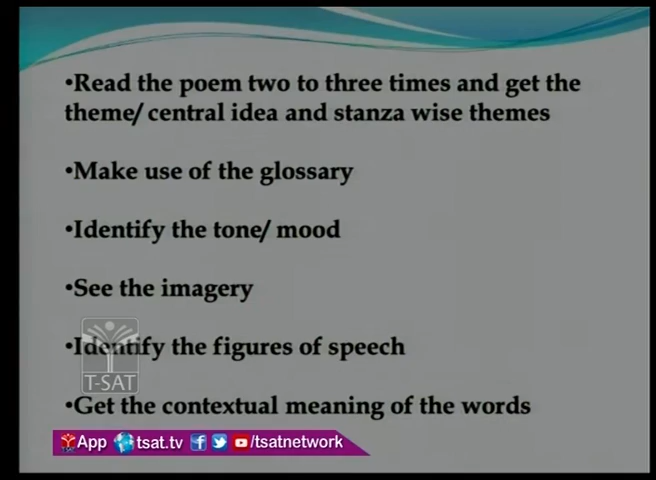 •Read the poem two to three times and get the
theme/ central idea and stanza wise themes
•Make use of the glossary
•Identify the tone/ mood
•See the imagery
•Identify the figures of speech
T-SAT
•Get the contextual meaning of the words
App tsat.tv /tsatnetwork